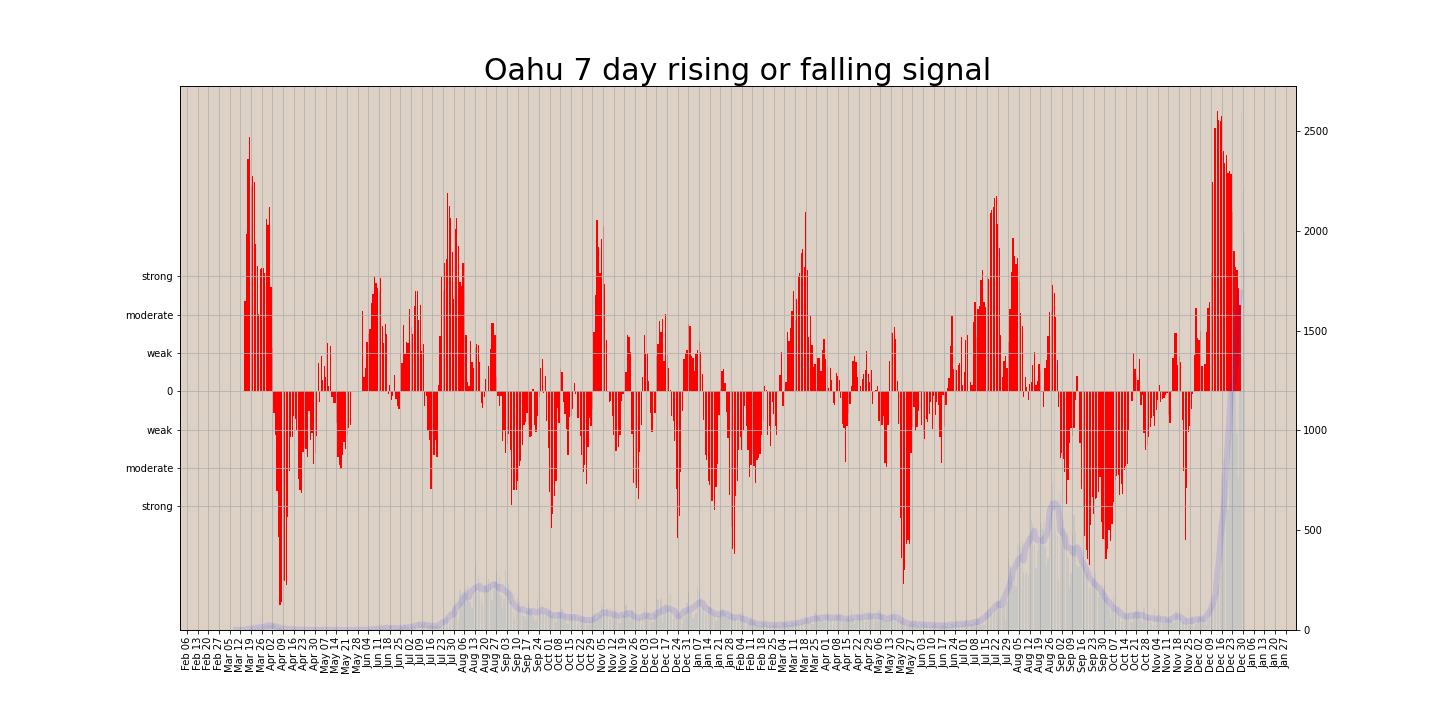 Oahu 7 day rising or falling signal
strong
moderate
weak
0
weak
moderate
strong
2500
2000
1500
1000
500
0
Feb 06
Feb 13
Feb 20
Feb 27
Mar 05
Mar 12
Mar 19
Mar 26
Apr 02
Apr 09
Apr 16
Apr 23
Apr 30
May 07
May 14
May 21
May 28
Jun 04
Jun 11
Jun 18
Jun 25
Jul 02
Jul 09
Jul 16
Jul 23
Jul 30
Aug 06
Aug 13
Aug 20
Aug 27
Sep 03
Sep 10
Sep 17
Sep 24
Oct 01
Oct 08
Oct 15
Oct 22
Oct 29
Nov 05
Nov 12
Nov 19
Nov 26
Dec 03
Dec 10
Dec 17
Dec 24
Dec 31
Jan 07
Jan 14
Jan 21
Jan 28
Feb 04
Feb 11
Feb 18
Feb 25
Mar 04
Mar 11
Mar 18
Mar 25
Apr 01
Apr 08
Apr 15
Apr 22
Apr 29
May 06
May 13
May 20
May 27
Jun 03
Jun 10
Jun 17
Jun 24
Jul 01
Jul 08
Jul 15
Jul 22
Jul 29
Aug 05
Aug 12
Aug 19
Aug 26
Sep 02
Sep 09
Sep 16
Sep 23
Sep 30
Oct 07
Oct 14
Oct 21
Oct 28
Nov 04
Nov 11
Nov 18
Nov 25
Dec 02
Dec 09
Dec 16
Dec 23
Dec 30
Jan 06
Jan 13
Jan 20
Jan 27